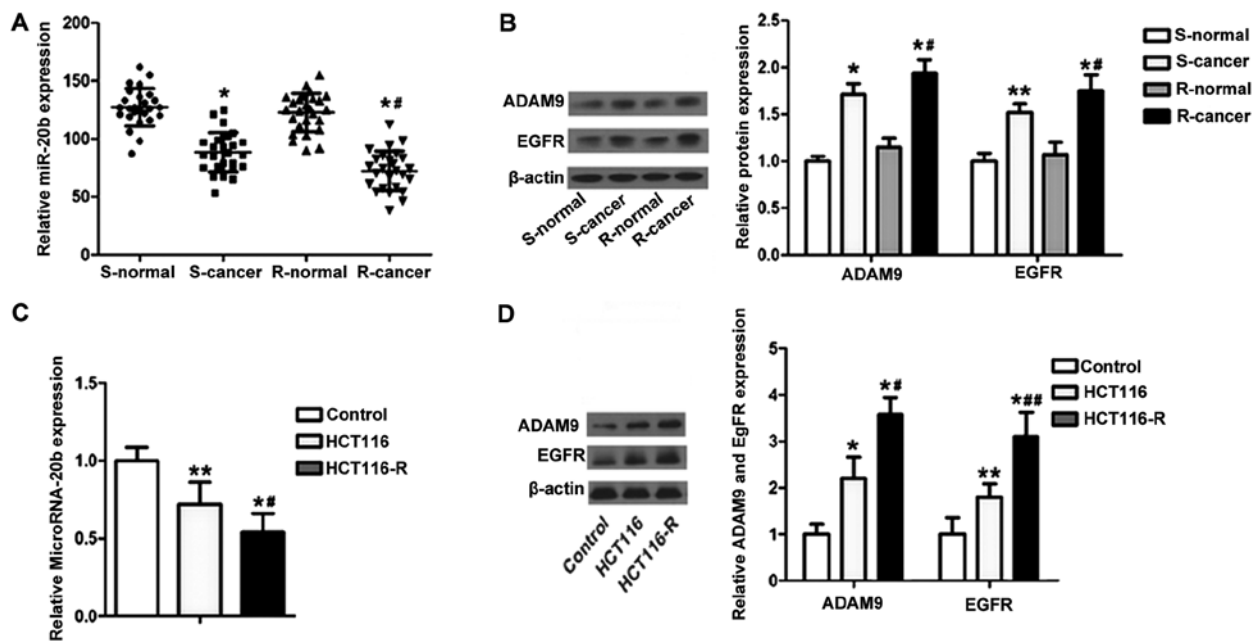 A
Relative miR-20b expression
200
150
100
50
0
*
*#
S-normal S-cancer R-normal R-cancer
B
ADAM9
EGFR
β-actin
S-normal
S-cancer
R-normal
R-cancer
Relative protein expression
2.5
2.0
1.5
1.0
0.5
0.0
*
*#
**
*#
ADAM9 EGFR
S-normal
S-cancer
R-normal
R-cancer
C
Relative MicroRNA-20b expression
1.5
1.0
0.5
0.0
**
*#
Control
HCT116
HCT116-R
D
ADAM9
EGFR
β-actin
Control
HCT116
HCT116-R
Relative ADAM9 and EgFR expression
5
4
3
2
1
0
*
*#
**
*##
ADAM9 EGFR
Control
HCT116
HCT116-R